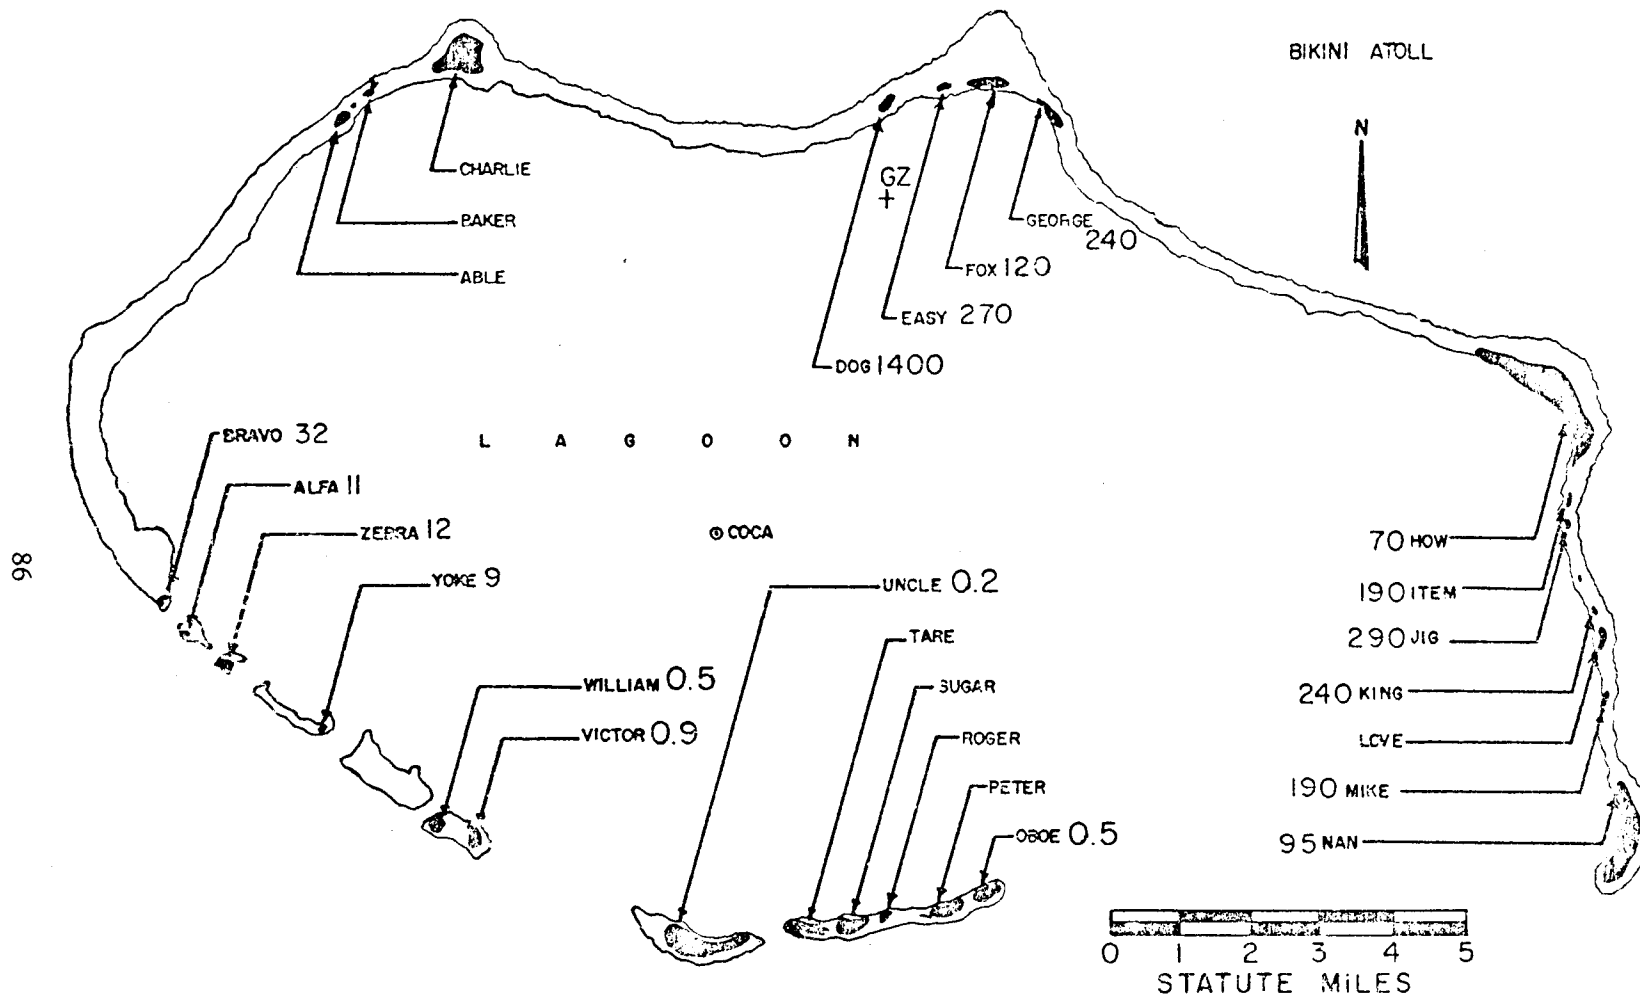 BIKINI ATOLL
N
CHARLIE
BAKER
ABLE
GZ
GEORGE
240
FOX 120
EASY 270
DOG 1400
BRAVO 32
ALFA 11
ZEBRA 12
YOKE 9
WILLIAM 0.5
VICTOR 0.9
L A G O O N
COCA
UNCLE 0.2
TARE
SUGAR
ROGER
PETER
OBOE 0.5
70 HOW
190 ITEM
290 JIG
240 KING
LOVE
190 MIKE
95 NAN
0 1 2 3 4 5
STATUTE MILES
98